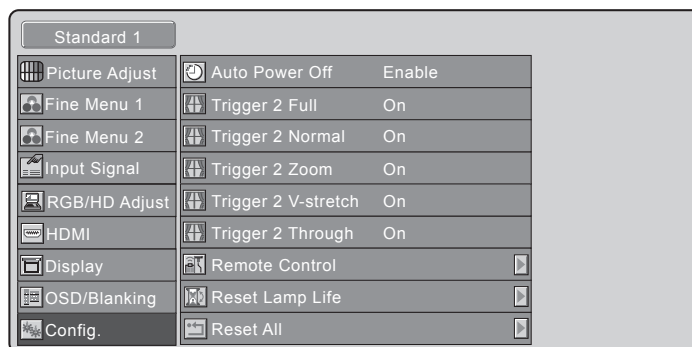 Standard 1
Picture Adjust
Fine Menu 1
Fine Menu 2
Input Signal
RGB/HD Adjust
HDMI
Display
OSD/Blanking
Config.
Auto Power Off Enable
Trigger 2 Full On
Trigger 2 Normal On
Trigger 2 Zoom On
Trigger 2 V-stretch On
Trigger 2 Through On
Remote Control
Reset Lamp Life
Reset All